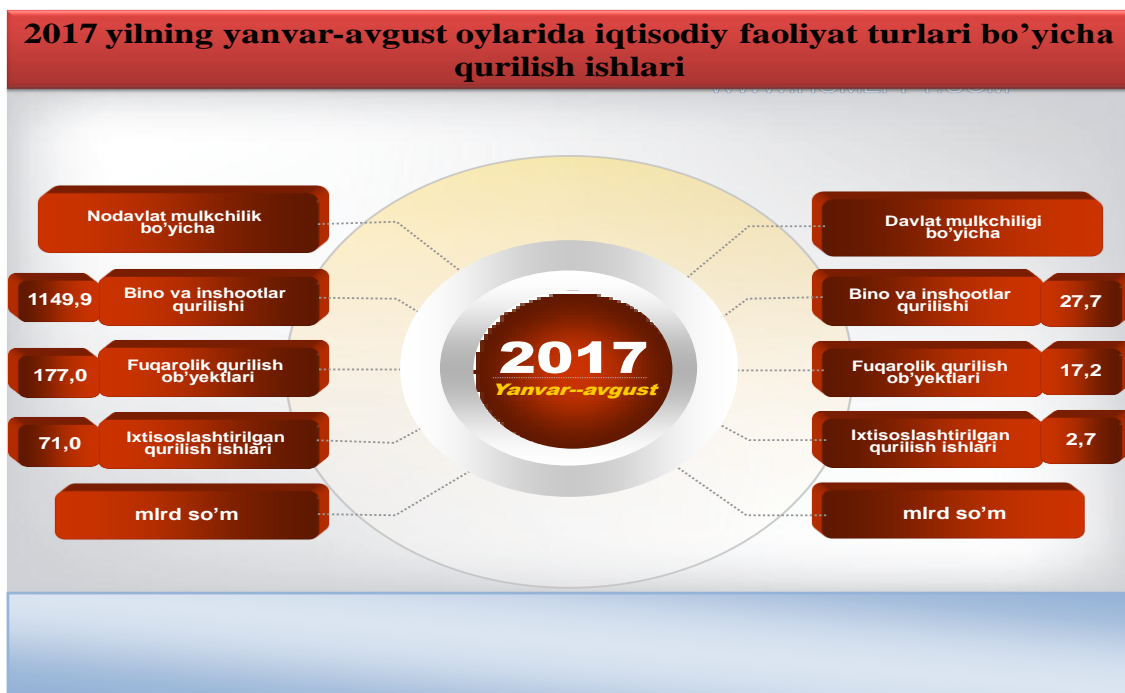 2017 yilning yanvar-avgust oylarida iqtisodiy faoliyat turlari bo’yicha
qurilish ishlari
Nodavlat mulkchilik
bo’yicha
1149,9
Bino va inshootlar
qurilishi
177,0
Fuqarolik qurilish
ob’yektlari
71,0
Ixtisoslashtirilgan
qurilish ishlari
mlrd so’m
2017
Yanvar--avgust
Davlat mulkchiligi
bo’yicha
Bino va inshootlar
qurilishi
27,7
Fuqarolik qurilish
ob’yektlari
17,2
Ixtisoslashtirilgan
qurilish ishlari
2,7
mlrd so’m